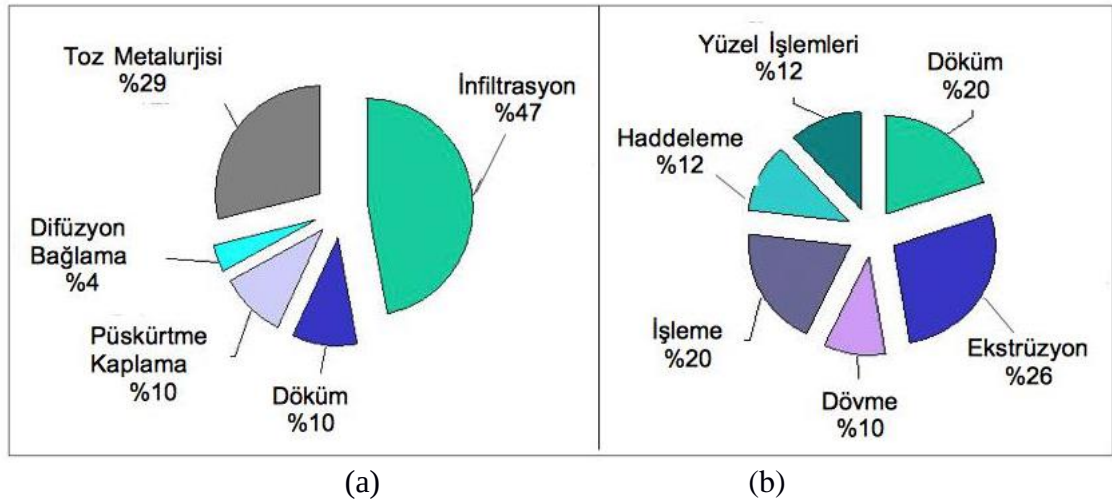 Toz Metalurjisi
%29
İnfiltrasyon
%47
Difüzyon
Bağlama
%4
Püskürtme
Kaplama
%10
Döküm
%10
Yüzel İşlemleri
%12
Döküm
%20
Haddeleme
%12
İşleme
%20
Dövme
%10
Ekstrüzyon
%26
(a)
(b)